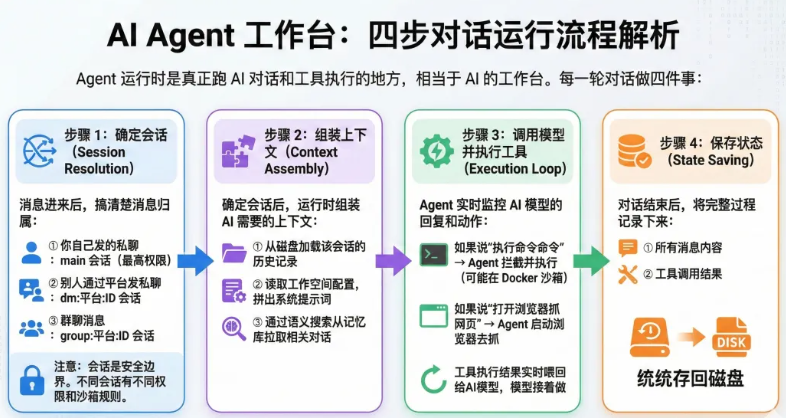 AI Agent 工作台：四步对话运行流程解析
Agent 运行时是真正跑 AI 对话和工具执行的地方，相当于 AI 的工作台。每一轮对话做四件事：
步骤 1：确定会话
（Session
Resolution）
消息进来后，搞清楚消息归
属：
① 你自己发的私聊
：main 会话（最高权限）
② 别人通过平台发私聊
：dm:平台:ID 会话
③ 群聊消息
：group:平台:ID 会话
注意：会话是安全边
界。不同会话有不同权
限和沙箱规则。
步骤 2：组装上下
文（Context
Assembly）
确定会话后，运行时组装
AI 需要的上下文：
① 从磁盘加载该会话的
历史记录
② 读取工作空间配置，
拼出系统提示词
③ 通过语义搜索从记忆
库拉取相关对话
步骤 3：调用模型
并执行工具
（Execution Loop）
Agent 实时监控 AI 模型的
回复和动作：
如果说“执行命令命令”
→ Agent 拦截并执行
（可能在 Docker 沙箱）
如果说“打开浏览器抓
网页” → Agent 启动浏
览器去抓
工具执行结果实时喂回
给AI模型，模型接着做
步骤 4：保存状态
（State Saving）
对话结束后，将完整过程
记录下来：
① 所有消息内容
② 工具调用结果
DISK
统统存回磁盘